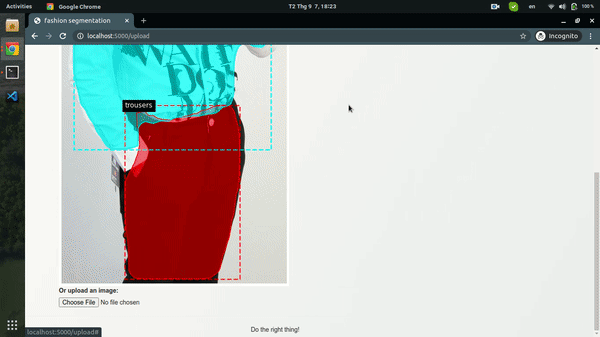 Activities
Google Chrome
T2 Thg 9 7, 18:23
en
100 %
fashion segmentation
localhost:5000/upload
Incognito
WAIT
trousers
Or upload an image:
Choose File No file chosen
Do the right thing!
localhost:5000/upload#